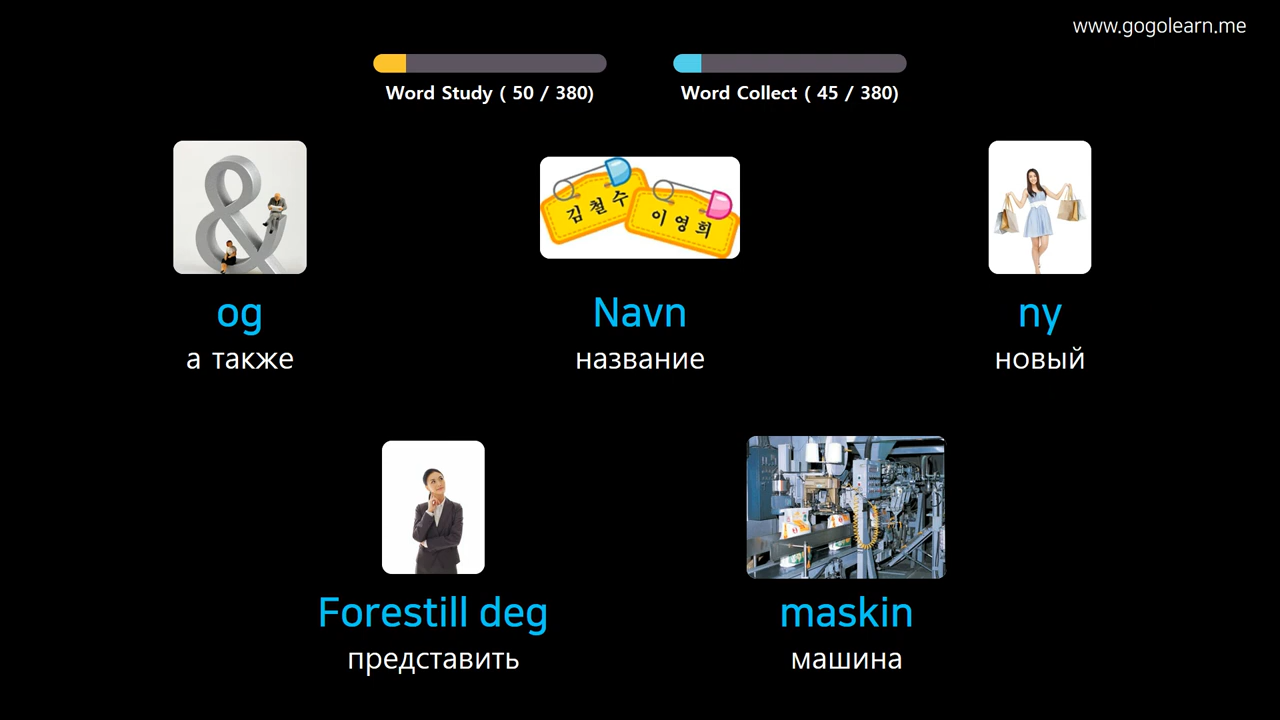 www.gogolearn.me
Word Study ( 50 / 380)
Word Collect ( 45 / 380)
김철수
이영희
og
Navn
ny
а также
название
новый
Forestill deg
maskin
представить
машина